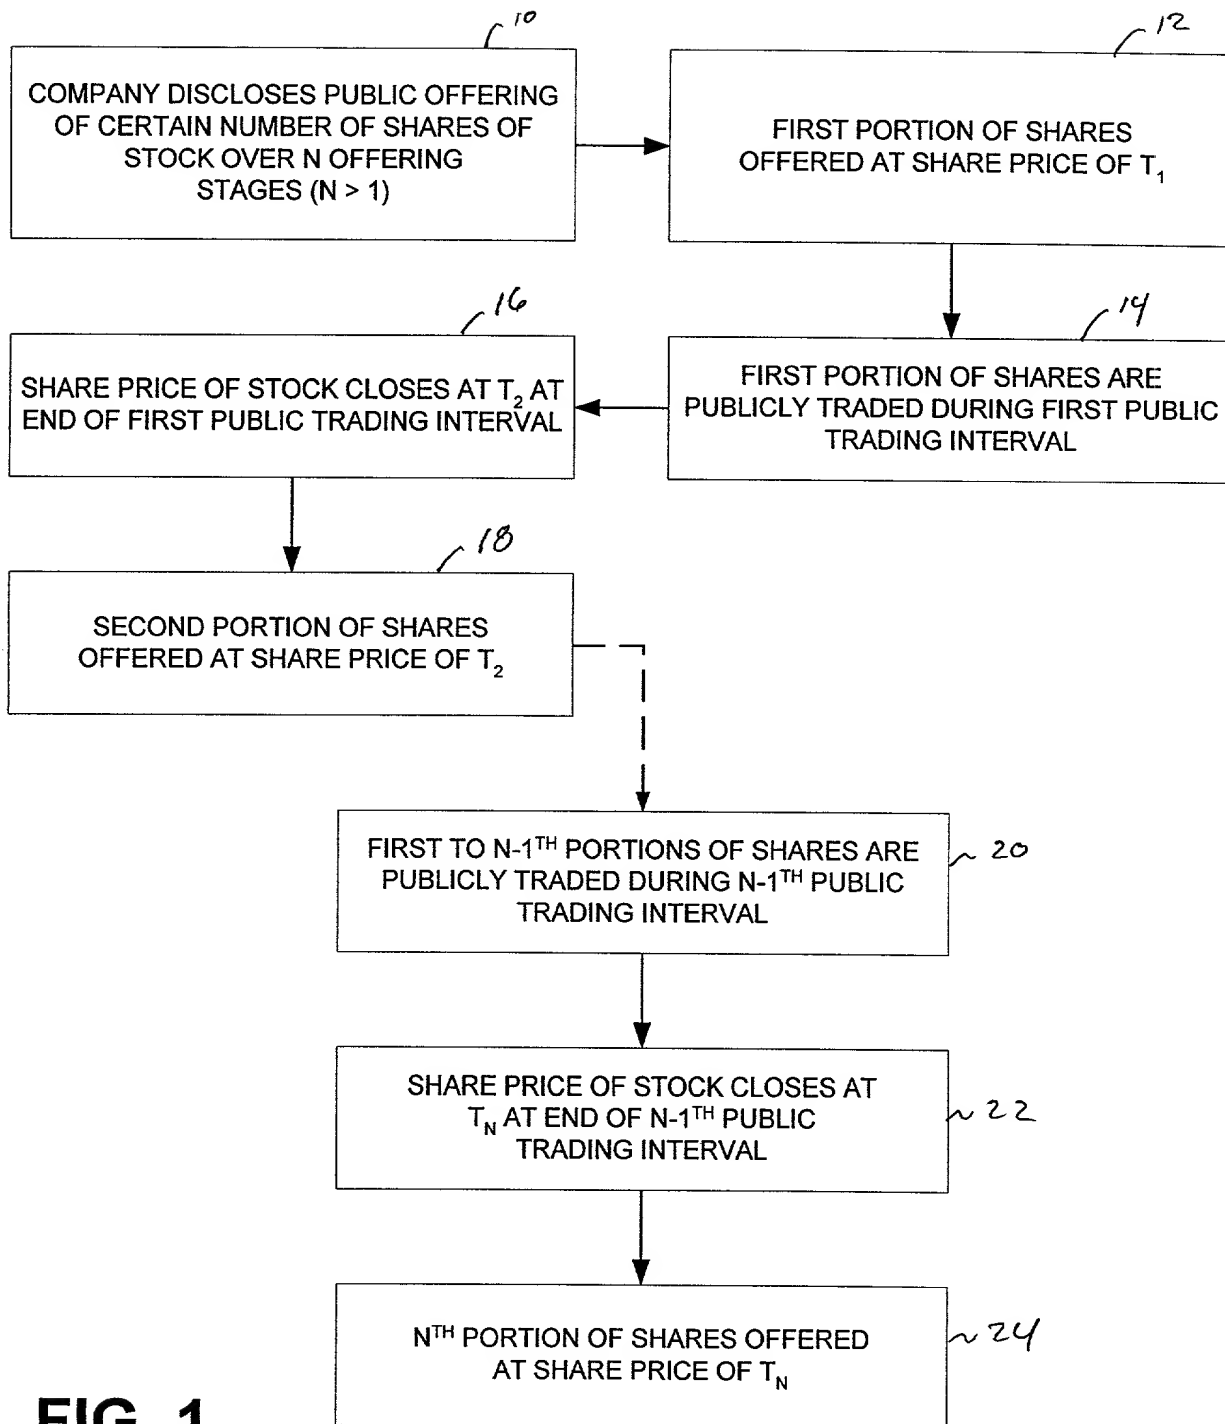 10
COMPANY DISCLOSES PUBLIC OFFERING
OF CERTAIN NUMBER OF SHARES OF
STOCK OVER N OFFERING
STAGES (N > 1)
12
FIRST PORTION OF SHARES
OFFERED AT SHARE PRICE OF T₁
14
FIRST PORTION OF SHARES ARE
PUBLICLY TRADED DURING FIRST PUBLIC
TRADING INTERVAL
16
SHARE PRICE OF STOCK CLOSES AT T₂ AT
END OF FIRST PUBLIC TRADING INTERVAL
18
SECOND PORTION OF SHARES
OFFERED AT SHARE PRICE OF T₂
FIRST TO N-1ᵀᴴ PORTIONS OF SHARES ARE
PUBLICLY TRADED DURING N-1ᵀᴴ PUBLIC
TRADING INTERVAL
20
SHARE PRICE OF STOCK CLOSES AT
T_N AT END OF N-1ᵀᴴ PUBLIC
TRADING INTERVAL
22
Nᵀᴴ PORTION OF SHARES OFFERED
AT SHARE PRICE OF T_N
24
FIG. 1